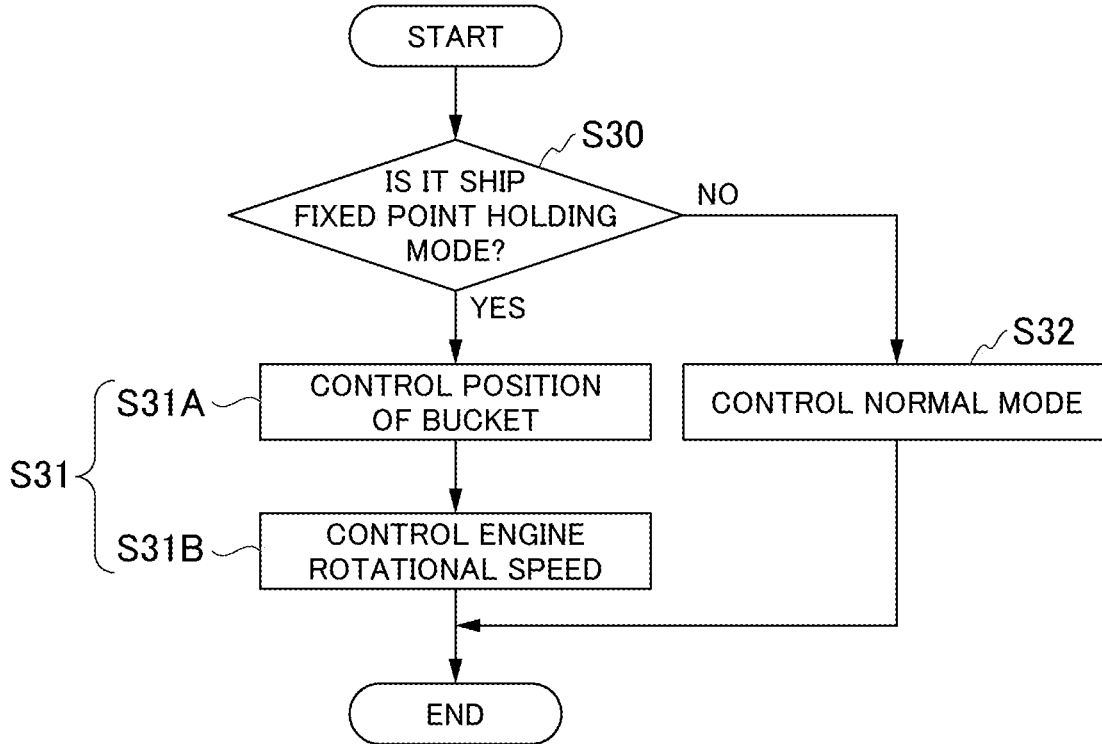 START
S30
IS IT SHIP
FIXED POINT HOLDING
MODE?
NO
YES
S32
S31A
CONTROL POSITION
OF BUCKET
CONTROL NORMAL MODE
S31
S31B
CONTROL ENGINE
ROTATIONAL SPEED
END